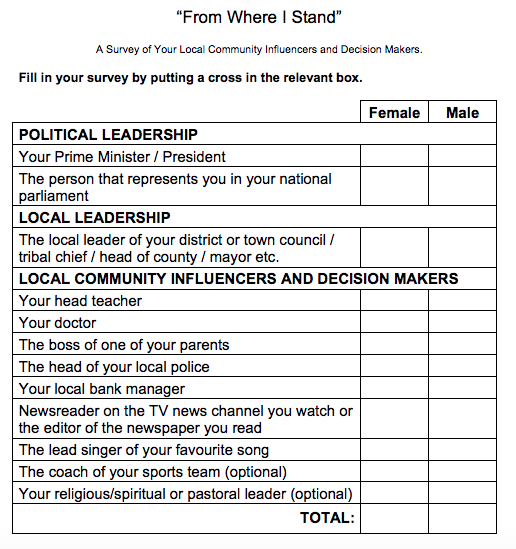 “From Where I Stand”
A Survey of Your Local Community Influencers and Decision Makers.
Fill in your survey by putting a cross in the relevant box.
Female Male
POLITICAL LEADERSHIP
Your Prime Minister / President
The person that represents you in your national
parliament
LOCAL LEADERSHIP
The local leader of your district or town council /
tribal chief / head of county / mayor etc.
LOCAL COMMUNITY INFLUENCERS AND DECISION MAKERS
Your head teacher
Your doctor
The boss of one of your parents
The head of your local police
Your local bank manager
Newsreader on the TV news channel you watch or
the editor of the newspaper you read
The lead singer of your favourite song
The coach of your sports team (optional)
Your religious/spiritual or pastoral leader (optional)
TOTAL: